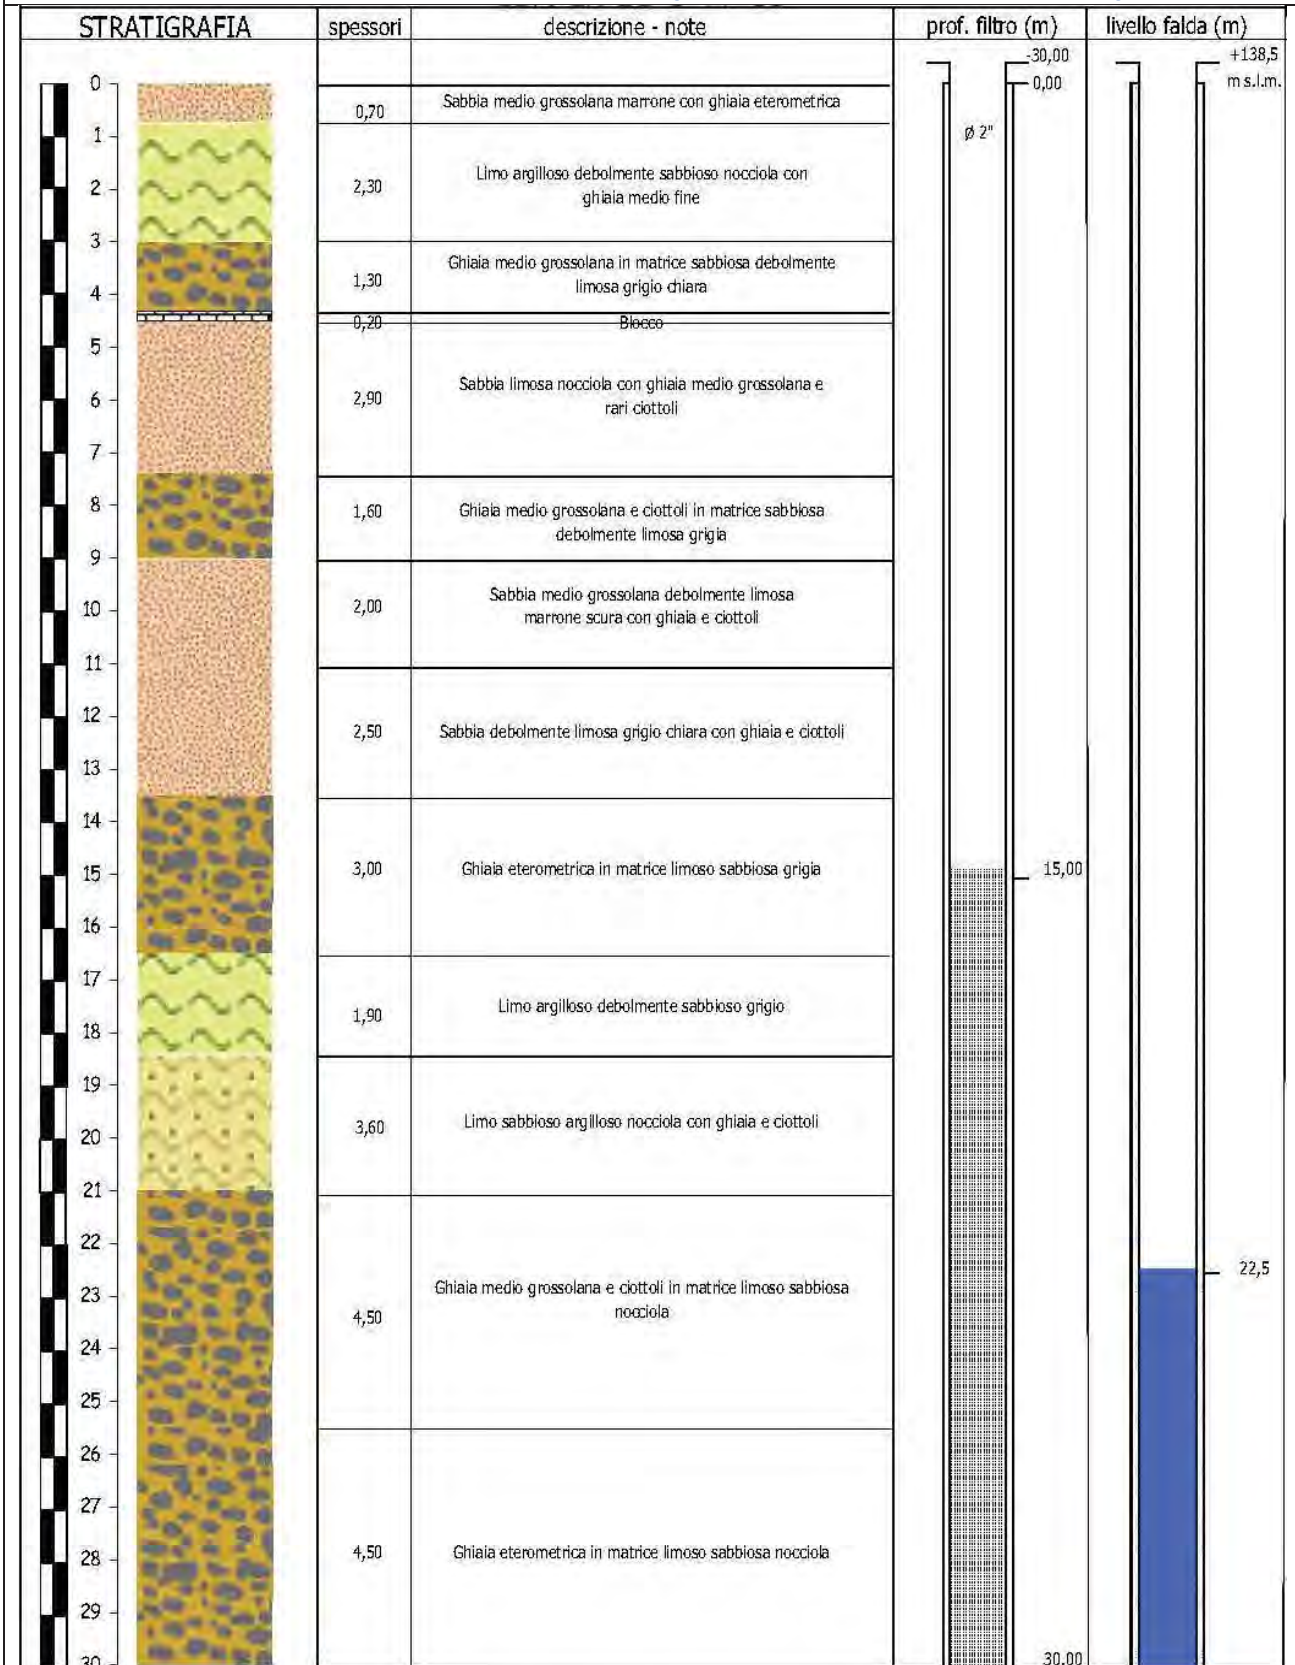 STRATIGRAFIA spessori descrizione - note prof. filtro (m) livello falda (m)
-30,00 +138,5
0 0,00 m s.l.m.
0,70 Sabbia medio grossolana marrone con ghiaia eterometrica
1 ø 2"
2,30 Limo argilloso debolmente sabbioso nocciola con
ghiaia medio fine
2
3
1,30 Ghiaia medio grossolana in matrice sabbiosa debolmente
limosa grigio chiara
4
0,20 Blocco
5
2,90 Sabbia limosa nocciola con ghiaia medio grossolana e
rari ciottoli
6
7
8
1,60 Ghiaia medio grossolana e ciottoli in matrice sabbiosa
debolmente limosa grigia
9
2,00 Sabbia medio grossolana debolmente limosa
marrone scura con ghiaia e ciottoli
10
11
12
2,50 Sabbia debolmente limosa grigio chiara con ghiaia e ciottoli
13
14
3,00 Ghiaia eterometrica in matrice limoso sabbiosa grigia 15,00
15
16
17
1,90 Limo argilloso debolmente sabbioso grigio
18
19
3,60 Limo sabbioso argilloso nocciola con ghiaia e ciottoli
20
21
22
22,5
4,50 Ghiaia medio grossolana e ciottoli in matrice limoso sabbiosa
nocciola
23
24
25
26
27
4,50 Ghiaia eterometrica in matrice limoso sabbiosa nocciola
28
29
30 30,00